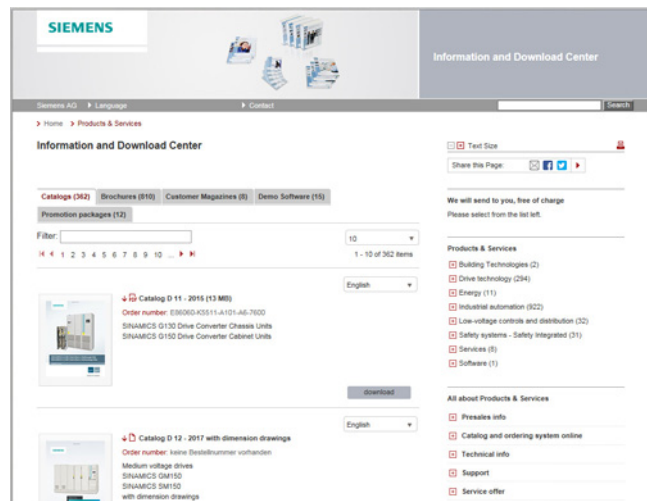 SIEMENS
Information and Download Center
Siemens AG Language Contact Search
Home Products & Services
Information and Download Center
Catalogs (362) Brochures (810) Customer Magazines (8) Demo Software (15)
Promotion packages (12)
Filter:
10
1 2 3 4 5 6 7 8 9 10 ...
1 - 10 of 362 items
English
Catalog D 11 - 2015 (13 MB)
Order number: E86060-K5511-A101-A6-7600
SINAMICS G130 Drive Converter Chassis Units
SINAMICS G150 Drive Converter Cabinet Units
download
English
Catalog D 12 - 2017 with dimension drawings
Order number: keine Bestellnummer vorhanden
Medium voltage drives
SINAMICS GM150
SINAMICS SM150
with dimension drawings
Text Size
Share this Page:
We will send to you, free of charge
Please select from the list left.
Products & Services
Building Technologies (2)
Drive technology (294)
Energy (11)
Industrial automation (922)
Low-voltage controls and distribution (32)
Safety systems - Safety Integrated (31)
Services (8)
Software (1)
All about Products & Services
Presales info
Catalog and ordering system online
Technical info
Support
Service offer